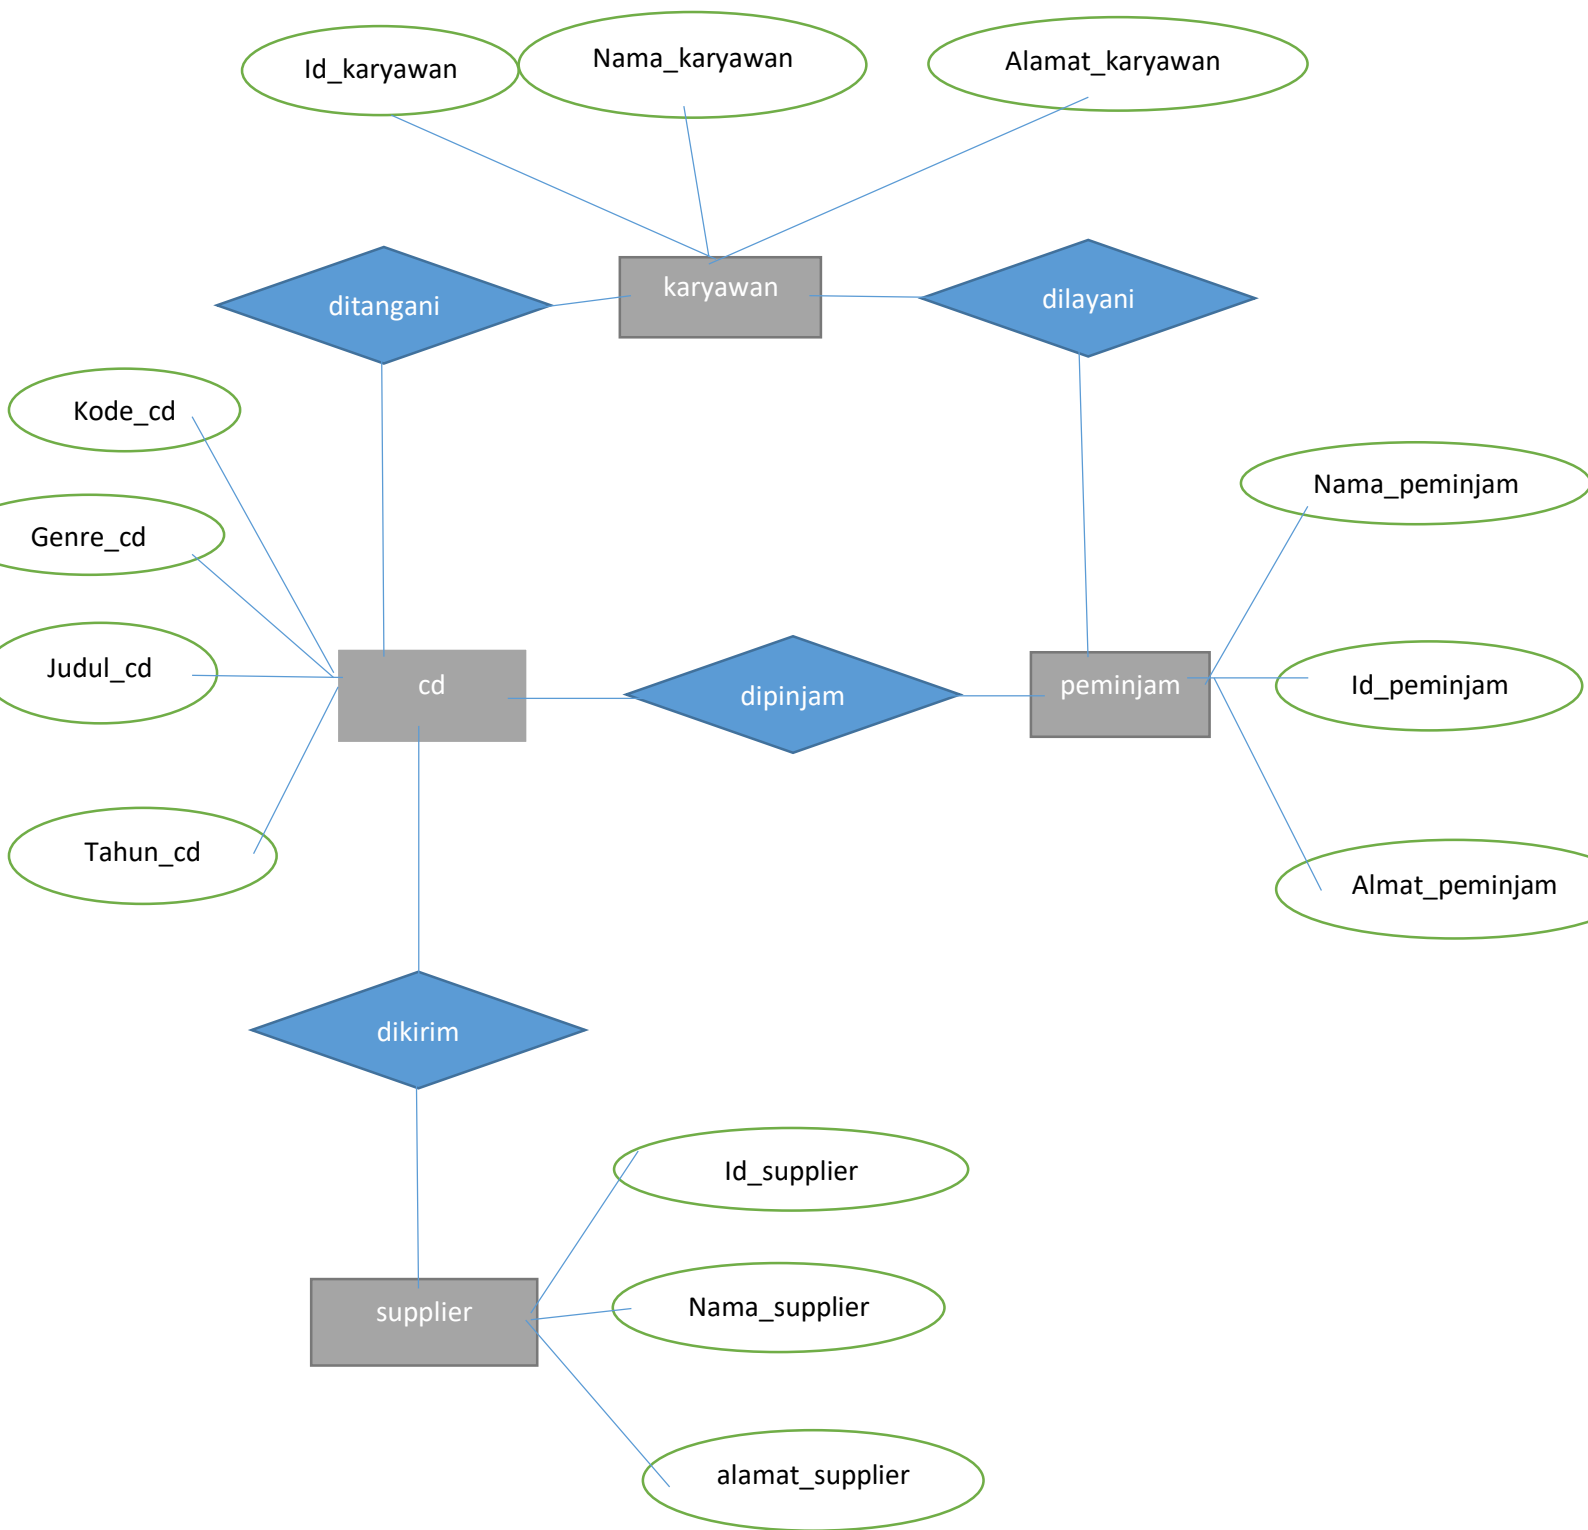 Id_karyawan
Nama_karyawan
Alamat_karyawan
karyawan
ditangani
dilayani
Kode_cd
Genre_cd
Judul_cd
Tahun_cd
cd
dipinjam
peminjam
Nama_peminjam
Id_peminjam
Almat_peminjam
dikirim
supplier
Id_supplier
Nama_supplier
alamat_supplier